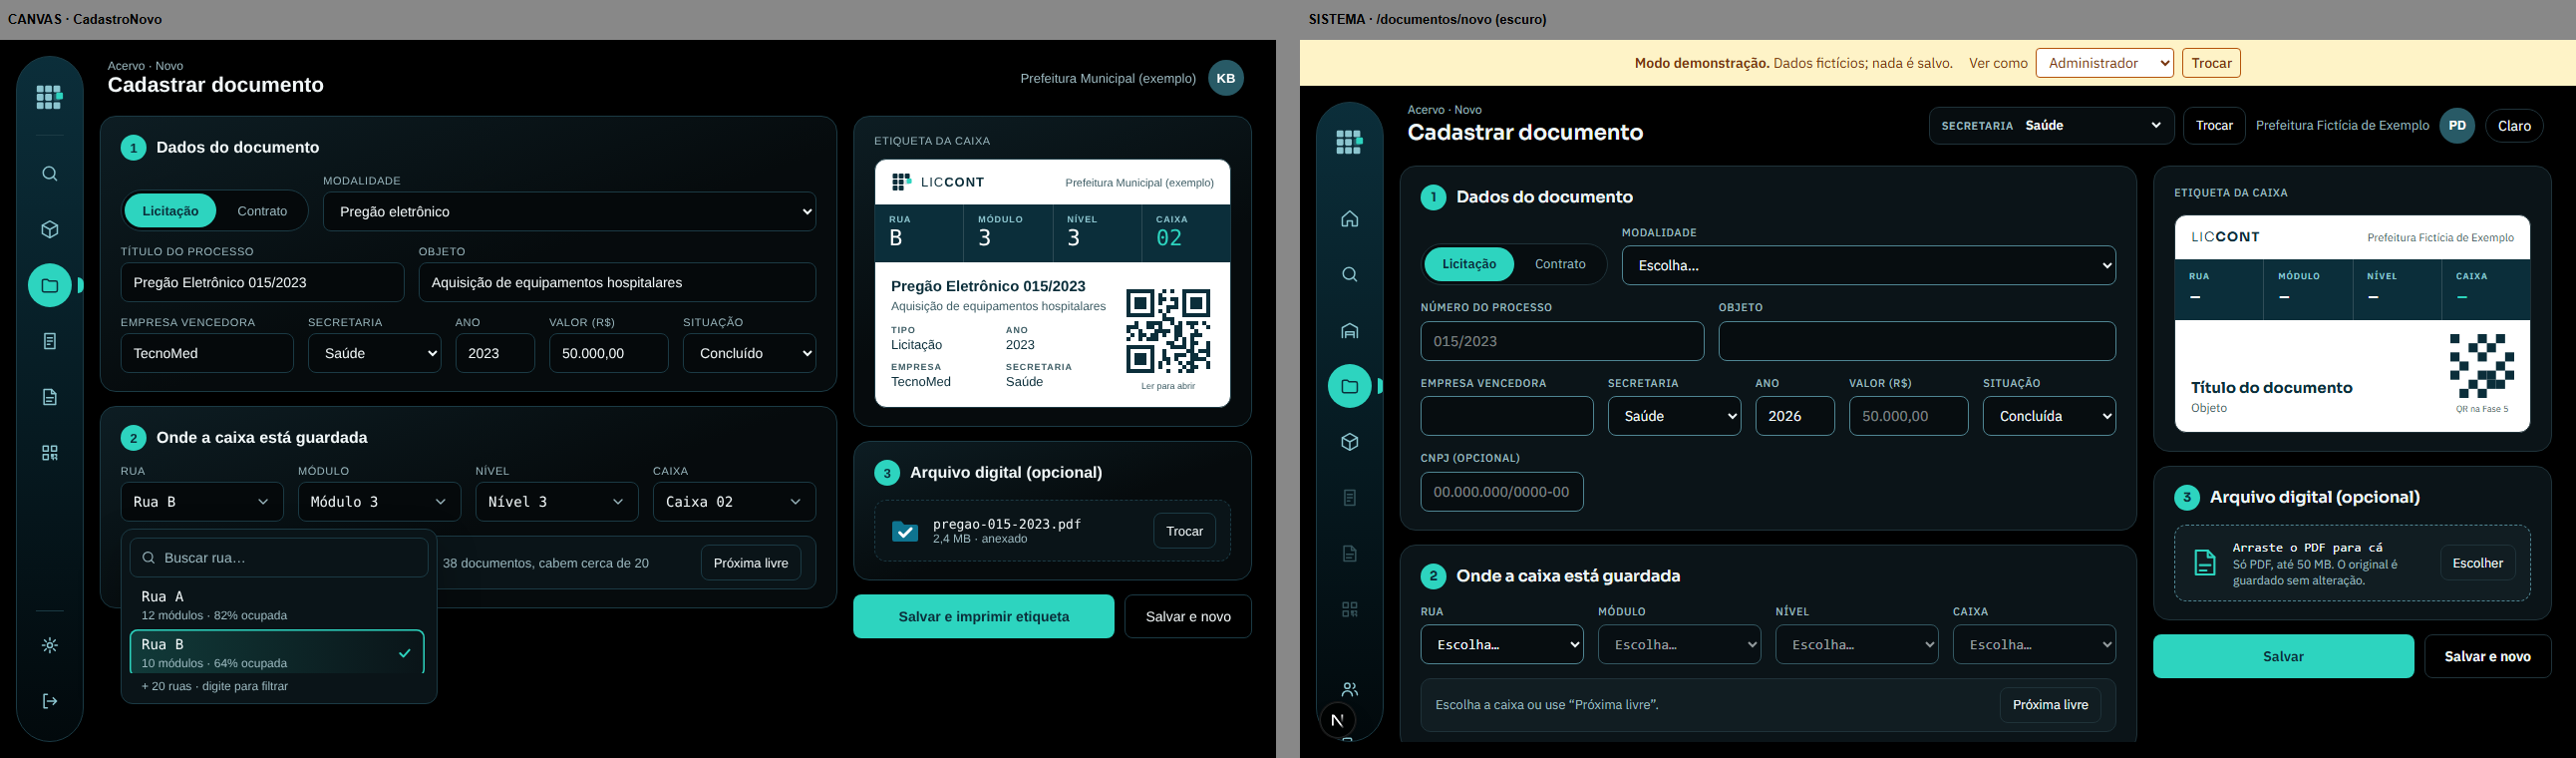 CANVAS · CadastroNovo
Acervo · Novo
Cadastrar documento
Prefeitura Municipal (exemplo)
KB
1
Dados do documento
Licitação
Contrato
MODALIDADE
Pregão eletrônico
TÍTULO DO PROCESSO
OBJETO
Pregão Eletrônico 015/2023
Aquisição de equipamentos hospitalares
EMPRESA VENCEDORA
SECRETARIA
ANO
VALOR (R$)
SITUAÇÃO
TecnoMed
Saúde
2023
50.000,00
Concluído
2
Onde a caixa está guardada
RUA
MÓDULO
NÍVEL
CAIXA
Rua B
Módulo 3
Nível 3
Caixa 02
Buscar rua…
38 documentos, cabem cerca de 20
Próxima livre
Rua A
12 módulos · 82% ocupada
Rua B
10 módulos · 64% ocupada
+ 20 ruas · digite para filtrar
ETIQUETA DA CAIXA
LICCONT
Prefeitura Municipal (exemplo)
RUA
MÓDULO
NÍVEL
CAIXA
B
3
3
02
Pregão Eletrônico 015/2023
Aquisição de equipamentos hospitalares
TIPO
ANO
Licitação
2023
EMPRESA
SECRETARIA
TecnoMed
Saúde
Ler para abrir
3
Arquivo digital (opcional)
pregao-015-2023.pdf
2,4 MB · anexado
Trocar
Salvar e imprimir etiqueta
Salvar e novo
SISTEMA · /documentos/novo (escuro)
Modo demonstração. Dados fictícios; nada é salvo.
Ver como
Administrador
Trocar
Acervo · Novo
Cadastrar documento
SECRETARIA
Saúde
Trocar
Prefeitura Fictícia de Exemplo
PD
Claro
1
Dados do documento
Licitação
Contrato
MODALIDADE
Escolha...
NÚMERO DO PROCESSO
OBJETO
015/2023
EMPRESA VENCEDORA
SECRETARIA
ANO
VALOR (R$)
SITUAÇÃO
Saúde
2026
50.000,00
Concluída
CNPJ (OPCIONAL)
00.000.000/0000-00
2
Onde a caixa está guardada
RUA
MÓDULO
NÍVEL
CAIXA
Escolha…
Escolha…
Escolha…
Escolha…
Escolha a caixa ou use “Próxima livre”.
Próxima livre
N
ETIQUETA DA CAIXA
LICCONT
Prefeitura Fictícia de Exemplo
RUA
MÓDULO
NÍVEL
CAIXA
–
–
–
–
Título do documento
Objeto
QR na Fase 5
3
Arquivo digital (opcional)
Arraste o PDF para cá
Só PDF, até 50 MB. O original é
guardado sem alteração.
Escolher
Salvar
Salvar e novo